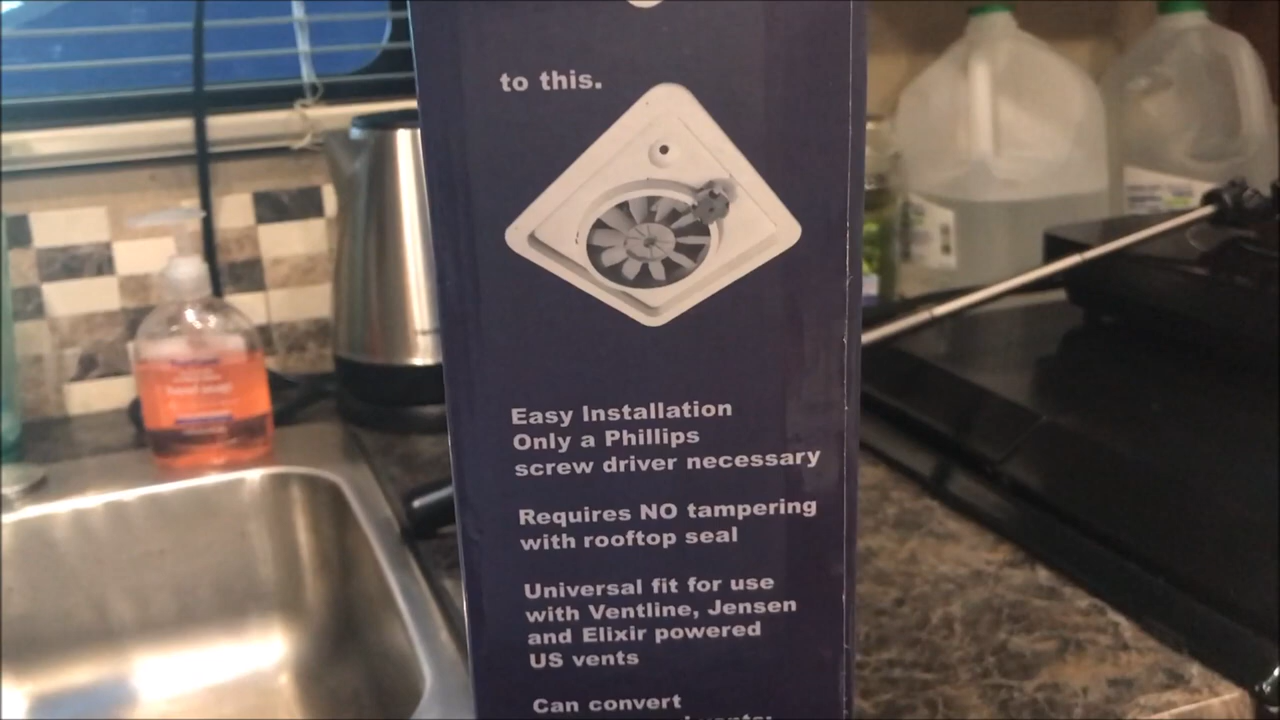 to this.
Easy Installation
Only a Phillips
screw driver necessary
Requires NO tampering
with rooftop seal
Universal fit for use
with Ventline, Jensen
and Elixir powered
US vents
Can convert